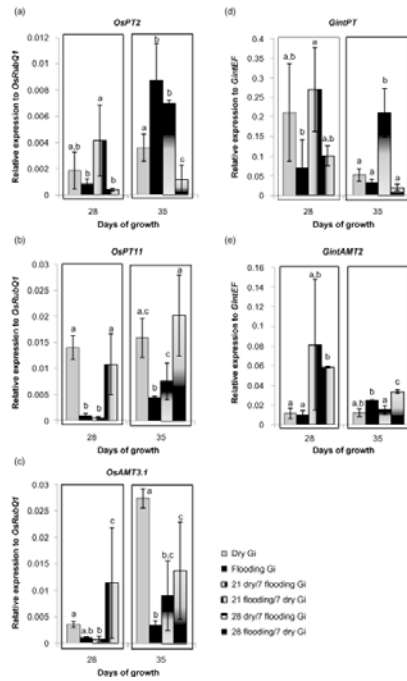 (a)
OsPT2
Relative expression to OsRubQ1
0.012
0.01
0.008
0.006
0.004
0.002
0
a,b
b
a
b
a
b
b
c
28
35
Days of growth
(b)
OsPT11
Relative expression to OsRubQ1
0.03
0.025
0.02
0.015
0.01
0.005
0
a
b
b
a
a,c
b
c
a
28
35
Days of growth
(c)
OsAMT3.1
Relative expression to OsRubQ1
0.03
0.025
0.02
0.015
0.01
0.005
0
a
a,b
b
c
a
b
b,c
c
28
35
Days of growth
(d)
GintPT
Relative expression to GintEF
0.4
0.35
0.3
0.25
0.2
0.15
0.1
0.05
0
a,b
b
a
a,b
a
a
b
a
28
35
Days of growth
(e)
GintAMT2
Relative expression to GintEF
0.16
0.14
0.12
0.1
0.08
0.06
0.04
0.02
0
a
a
a,b
b
a,b
b
a
c
28
35
Days of growth
Dry Gi
Flooding Gi
21 dry/7 flooding Gi
21 flooding/7 dry Gi
28 dry/7 flooding Gi
28 flooding/7 dry Gi